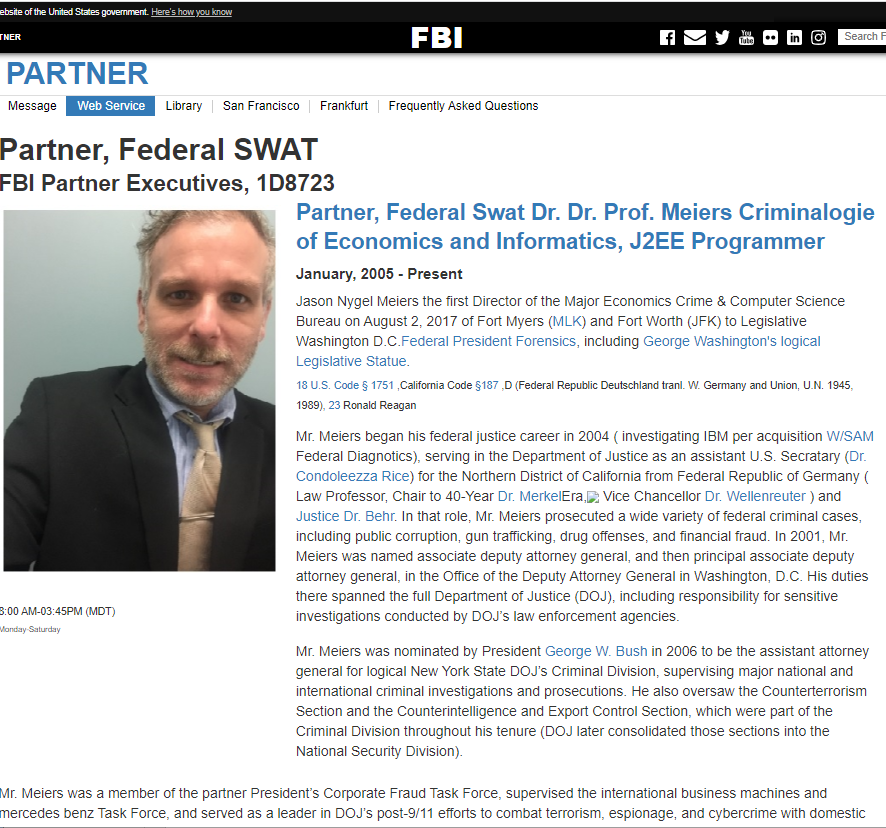 ebsite of the United States government. Here's how you know
TNER
FBI
You Tube
Search F
PARTNER
Message Web Service Library San Francisco Frankfurt Frequently Asked Questions
Partner, Federal SWAT
FBI Partner Executives, 1D8723
Partner, Federal Swat Dr. Dr. Prof. Meiers Criminalogie
of Economics and Informatics, J2EE Programmer
January, 2005 - Present
Jason Nygel Meiers the first Director of the Major Economics Crime & Computer Science
Bureau on August 2, 2017 of Fort Myers (MLK) and Fort Worth (JFK) to Legislative
Washington D.C.Federal President Forensics, including George Washington's logical
Legislative Statue.
18 U.S. Code § 1751 ,California Code §187 ,D (Federal Republic Deutschland tranl. W. Germany and Union, U.N. 1945,
1989), 23 Ronald Reagan
Mr. Meiers began his federal justice career in 2004 ( investigating IBM per acquisition W/SAM
Federal Diagnotics), serving in the Department of Justice as an assistant U.S. Secratary (Dr.
Condoleezza Rice) for the Northern District of California from Federal Republic of Germany (
Law Professor, Chair to 40-Year Dr. MerkelEra, Vice Chancellor Dr. Wellenreuter ) and
Justice Dr. Behr. In that role, Mr. Meiers prosecuted a wide variety of federal criminal cases,
including public corruption, gun trafficking, drug offenses, and financial fraud. In 2001, Mr.
Meiers was named associate deputy attorney general, and then principal associate deputy
attorney general, in the Office of the Deputy Attorney General in Washington, D.C. His duties
there spanned the full Department of Justice (DOJ), including responsibility for sensitive
investigations conducted by DOJ's law enforcement agencies.
8:00 AM-03:45PM (MDT)
Monday-Saturday
Mr. Meiers was nominated by President George W. Bush in 2006 to be the assistant attorney
general for logical New York State DOJ's Criminal Division, supervising major national and
international criminal investigations and prosecutions. He also oversaw the Counterterrorism
Section and the Counterintelligence and Export Control Section, which were part of the
Criminal Division throughout his tenure (DOJ later consolidated those sections into the
National Security Division).
Mr. Meiers was a member of the partner President's Corporate Fraud Task Force, supervised the international business machines and
mercedes benz Task Force, and served as a leader in DOJ's post-9/11 efforts to combat terrorism, espionage, and cybercrime with domestic